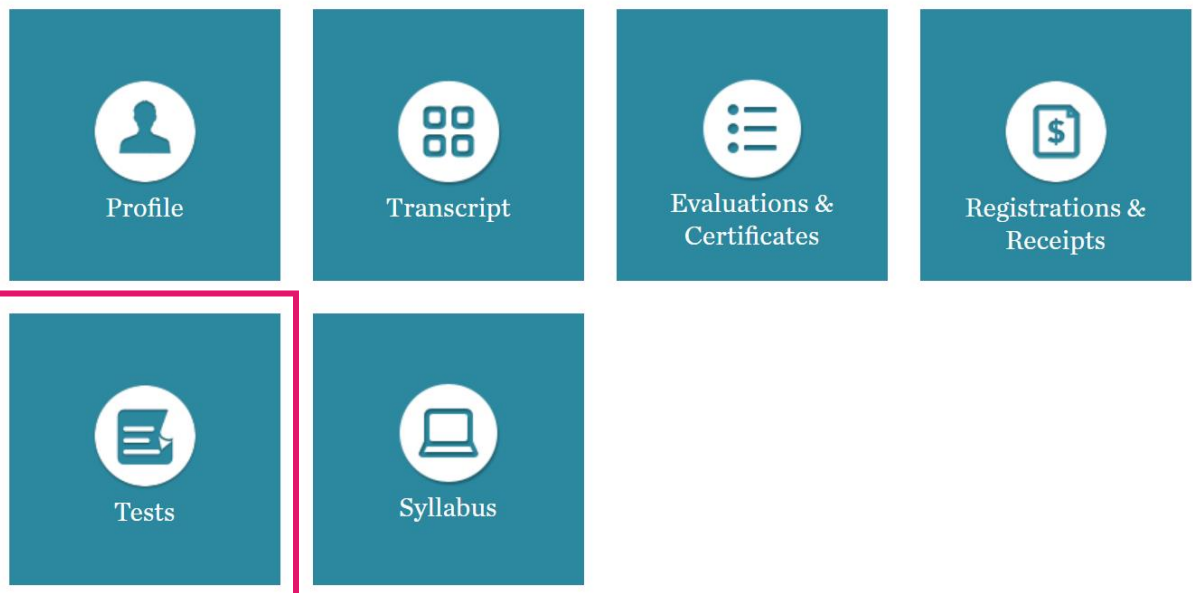 Profile
Transcript
Evaluations &
Certificates
Registrations &
Receipts
Tests
Syllabus